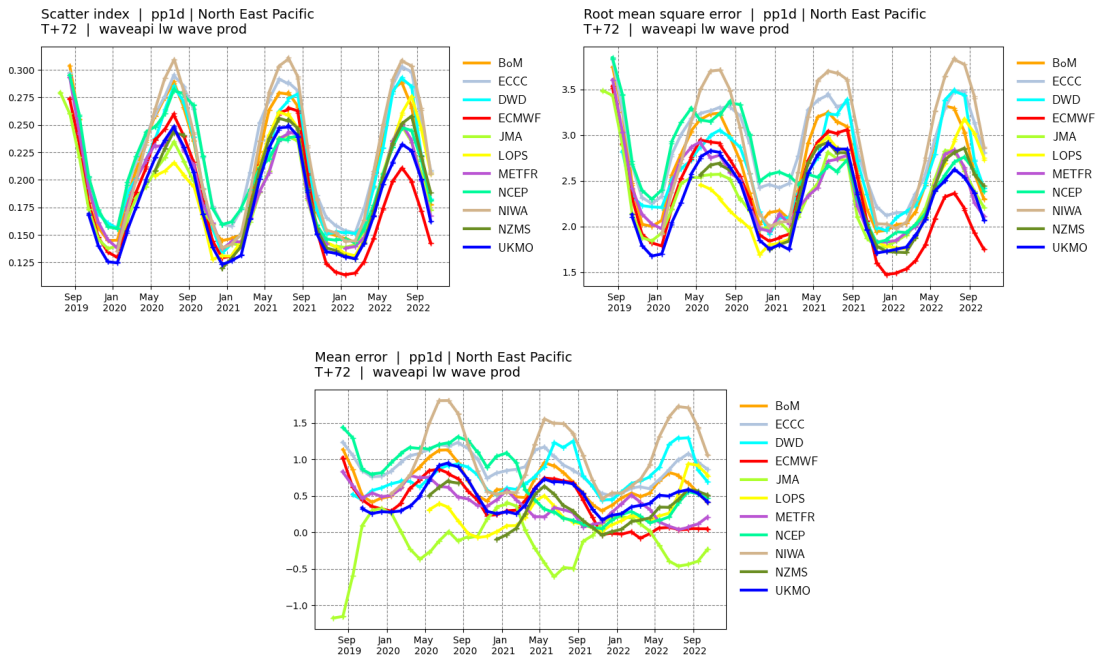 Scatter index | pp1d | North East Pacific
T+72 | waveapi lw wave prod
0.300
0.275
0.250
0.225
0.200
0.175
0.150
0.125
Sep 2019
Jan 2020
May 2020
Sep 2020
Jan 2021
May 2021
Sep 2021
Jan 2022
May 2022
Sep 2022
BoM
ECCC
DWD
ECMWF
JMA
LOPS
METFR
NCEP
NIWA
NZMS
UKMO
Root mean square error | pp1d | North East Pacific
T+72 | waveapi lw wave prod
3.5
3.0
2.5
2.0
1.5
Sep 2019
Jan 2020
May 2020
Sep 2020
Jan 2021
May 2021
Sep 2021
Jan 2022
May 2022
Sep 2022
BoM
ECCC
DWD
ECMWF
JMA
LOPS
METFR
NCEP
NIWA
NZMS
UKMO
Mean error | pp1d | North East Pacific
T+72 | waveapi lw wave prod
1.5
1.0
0.5
0.0
−0.5
−1.0
Sep 2019
Jan 2020
May 2020
Sep 2020
Jan 2021
May 2021
Sep 2021
Jan 2022
May 2022
Sep 2022
BoM
ECCC
DWD
ECMWF
JMA
LOPS
METFR
NCEP
NIWA
NZMS
UKMO